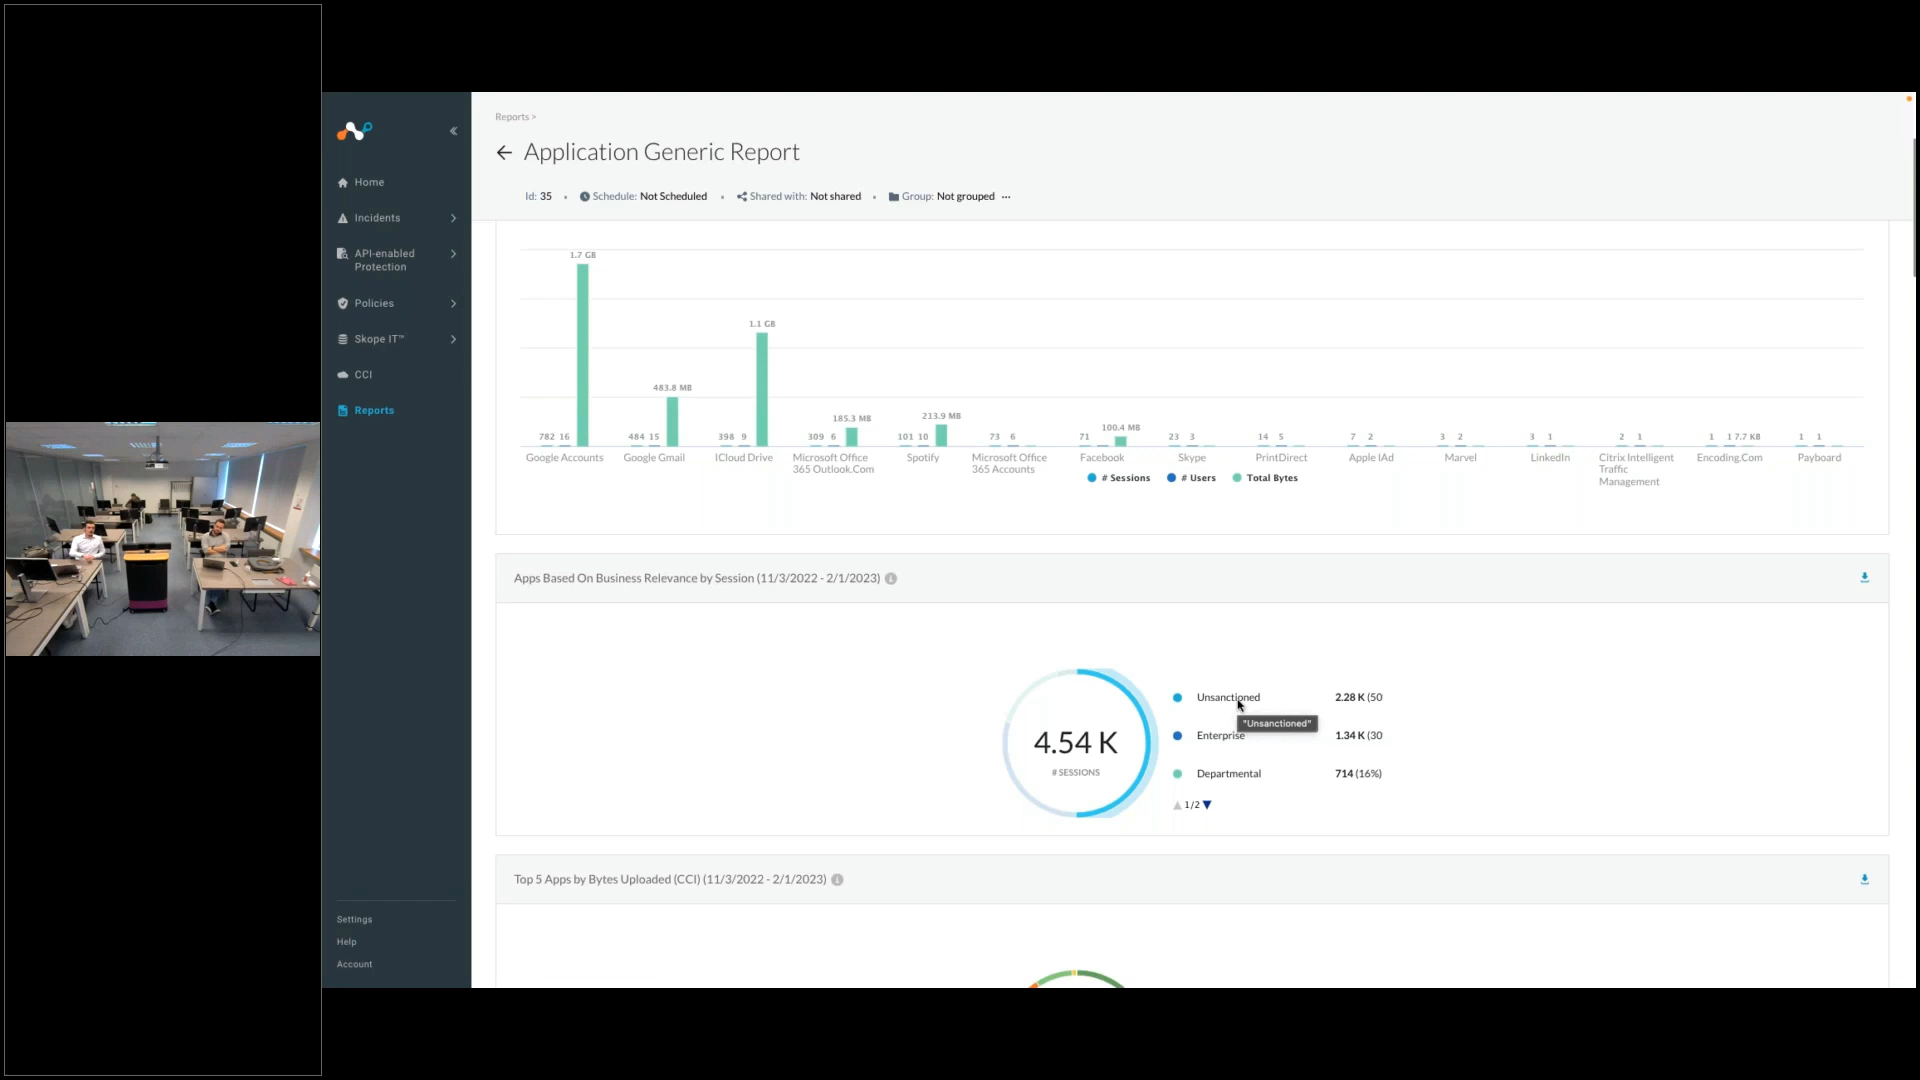 Reports >
Application Generic Report
Id: 35 • Schedule: Not Scheduled • Shared with: Not shared • Group: Not grouped ...
Home
Incidents
API-enabled
Protection
Policies
Skope IT™
CCI
Reports
Settings
Help
Account
1.7 GB
1.1 GB
483.8 MB
185.3 MB
213.9 MB
100.4 MB
782 16 484 15 398 9 309 6 101 10 73 6 71 23 3 14 5 7 2 3 2 3 1 2 1 1 1 7.7 KB 1 1
Google Accounts Google Gmail ICloud Drive Microsoft Office Spotify Microsoft Office Facebook Skype PrintDirect Apple IAd Marvel LinkedIn Citrix Intelligent Encoding.Com Payboard
365 Outlook.Com 365 Accounts Traffic
Management
# Sessions # Users Total Bytes
Apps Based On Business Relevance by Session (11/3/2022 - 2/1/2023)
4.54 K
# SESSIONS
Unsanctioned 2.28 K (50
"Unsanctioned"
Enterprise 1.34 K (30
Departmental 714 (16%)
1/2
Top 5 Apps by Bytes Uploaded (CCI) (11/3/2022 - 2/1/2023)